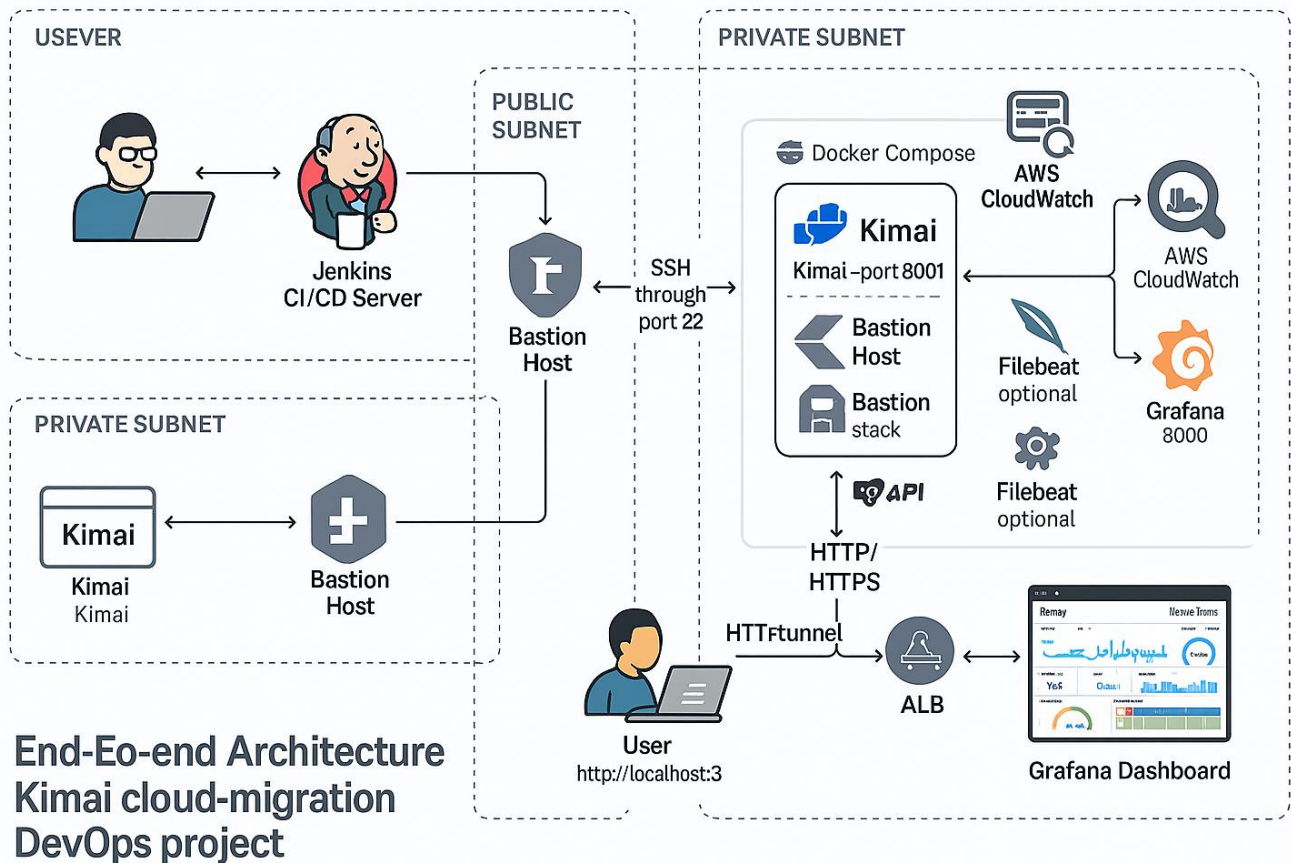 USEVER
PRIVATE SUBNET
PUBLIC
SUBNET
Docker Compose
AWS
CloudWatch
Kimai
Kimai –port 8001
AWS
CloudWatch
Jenkins
CI/CD Server
SSH
through
port 22
Bastion
Host
Bastion
Host
Bastion
stack
Filebeat
optional
Grafana
8000
PRIVATE SUBNET
Filebeat
optional
API
Kimai
Kimai
Kimai
Bastion
Host
HTTP/
HTTPS
HTTFtunnel
ALB
Remay
Yes
User
http://localhost:3
Grafana Dashboard
End-Eo-end Architecture
Kimai cloud-migration
DevOps project